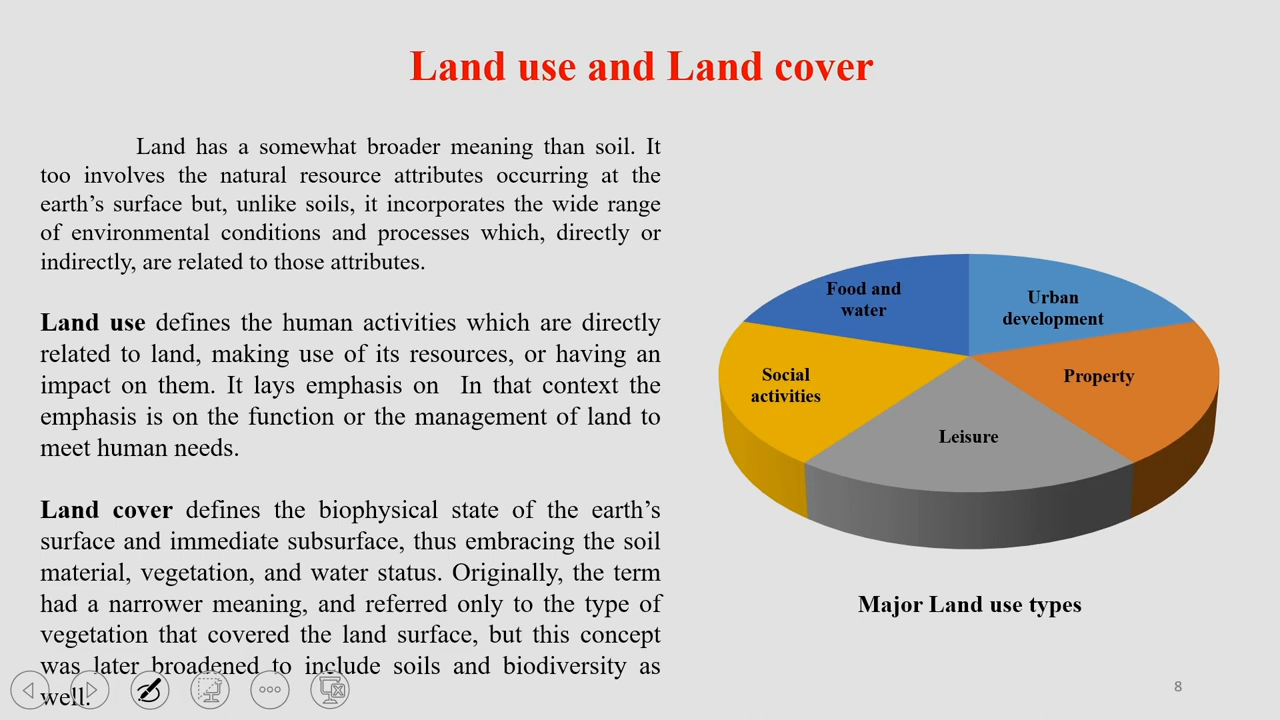 Land use and Land cover
Land has a somewhat broader meaning than soil. It
too involves the natural resource attributes occurring at the
earth’s surface but, unlike soils, it incorporates the wide range
of environmental conditions and processes which, directly or
indirectly, are related to those attributes.
Land use defines the human activities which are directly
related to land, making use of its resources, or having an
impact on them. It lays emphasis on In that context the
emphasis is on the function or the management of land to
meet human needs.
Land cover defines the biophysical state of the earth’s
surface and immediate subsurface, thus embracing the soil
material, vegetation, and water status. Originally, the term
had a narrower meaning, and referred only to the type of
vegetation that covered the land surface, but this concept
was later broadened to include soils and biodiversity as
well.
Food and
water
Urban
development
Social
activities
Property
Leisure
Major Land use types
8